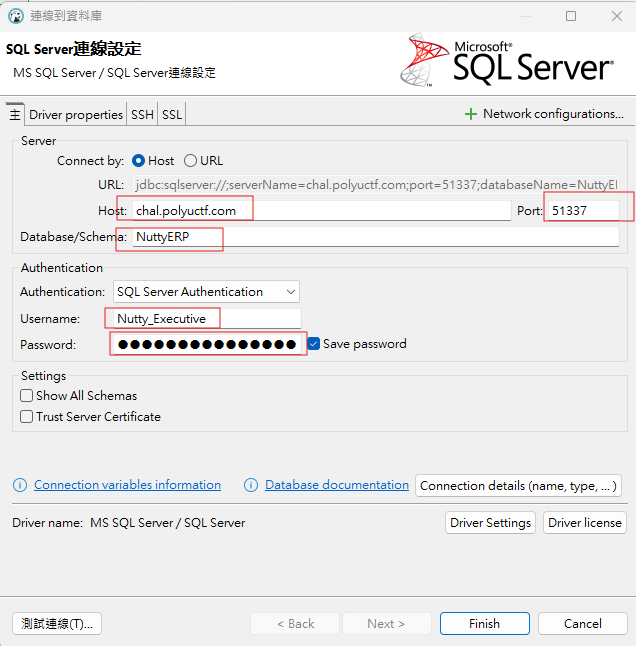 連線到資料庫
SQL Server連線設定
MS SQL Server / SQL Server連線設定
Microsoft®
SQL Server®
主 Driver properties SSH SSL
Network configurations...
Server
Connect by: Host URL
URL: jdbc:sqlserver://;serverName=chal.polyuctf.com;port=51337;databaseName=NuttyE
Host: chal.polyuctf.com Port: 51337
Database/Schema: NuttyERP
Authentication
Authentication: SQL Server Authentication
Username: Nutty_Executive
Password: ●●●●●●●●●●●●●●● Save password
Settings
Show All Schemas
Trust Server Certificate
Connection variables information Database documentation Connection details (name, type, ... )
Driver name: MS SQL Server / SQL Server Driver Settings Driver license
測試連線(T)... < Back Next > Finish Cancel